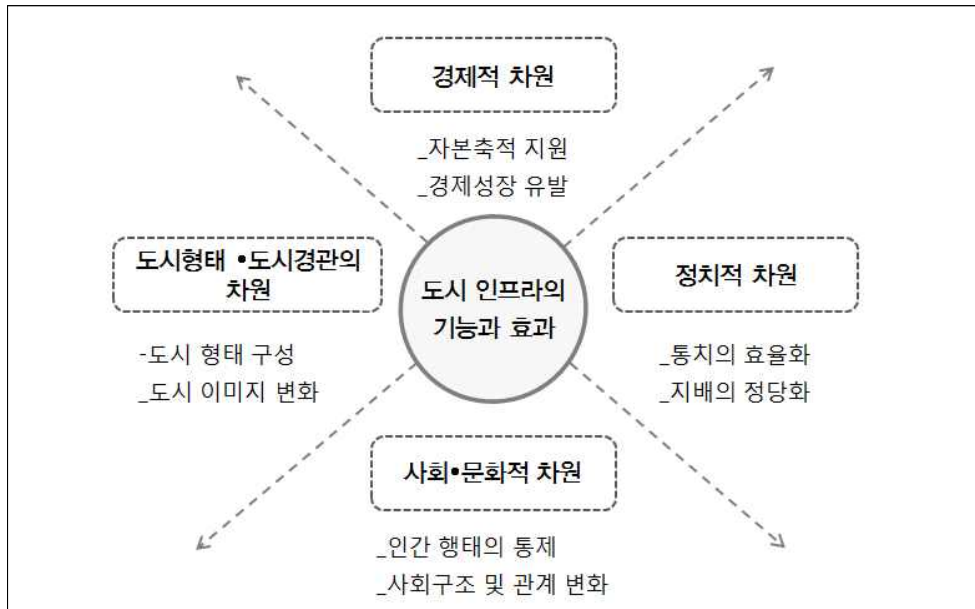 경제적 차원
_자본축적 지원
_경제성장 유발
도시형태 •도시경관의
차원
-도시 형태 구성
_도시 이미지 변화
도시 인프라의
기능과 효과
정치적 차원
_통치의 효율화
_지배의 정당화
사회•문화적 차원
_인간 행태의 통제
_사회구조 및 관계 변화